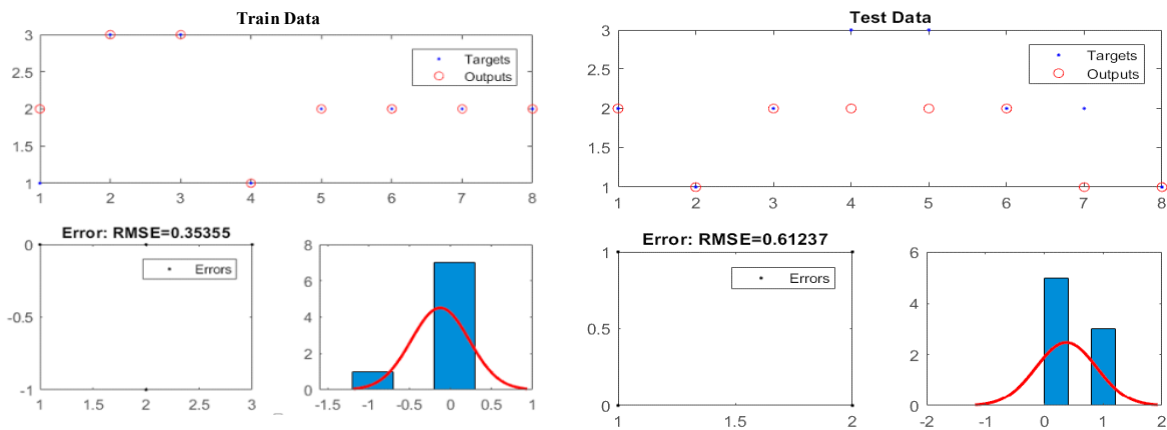 Train Data
3
2.5
2
1.5
1
Targets
Outputs
1 2 3 4 5 6 7 8
Error: RMSE=0.35355
0
-0.5
-1
Errors
1 1.5 2 2.5 3
8
6
4
2
0
-1.5 -1 -0.5 0 0.5 1
Test Data
3
2.5
2
1.5
1
Targets
Outputs
1 2 3 4 5 6 7 8
Error: RMSE=0.61237
1
0.5
0
Errors
1 1.5 2
6
4
2
0
-2 -1 0 1 2